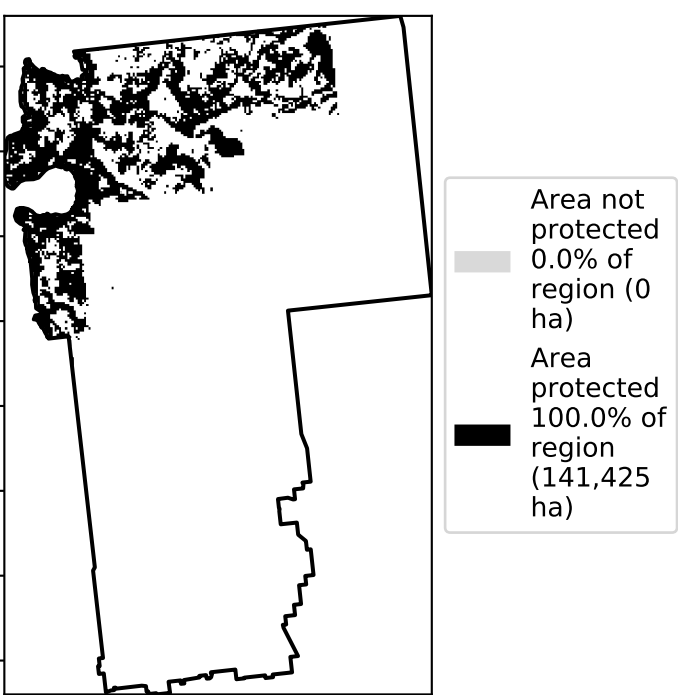 Area not
protected
0.0% of
region (0
ha)
Area
protected
100.0% of
region
(141,425
ha)